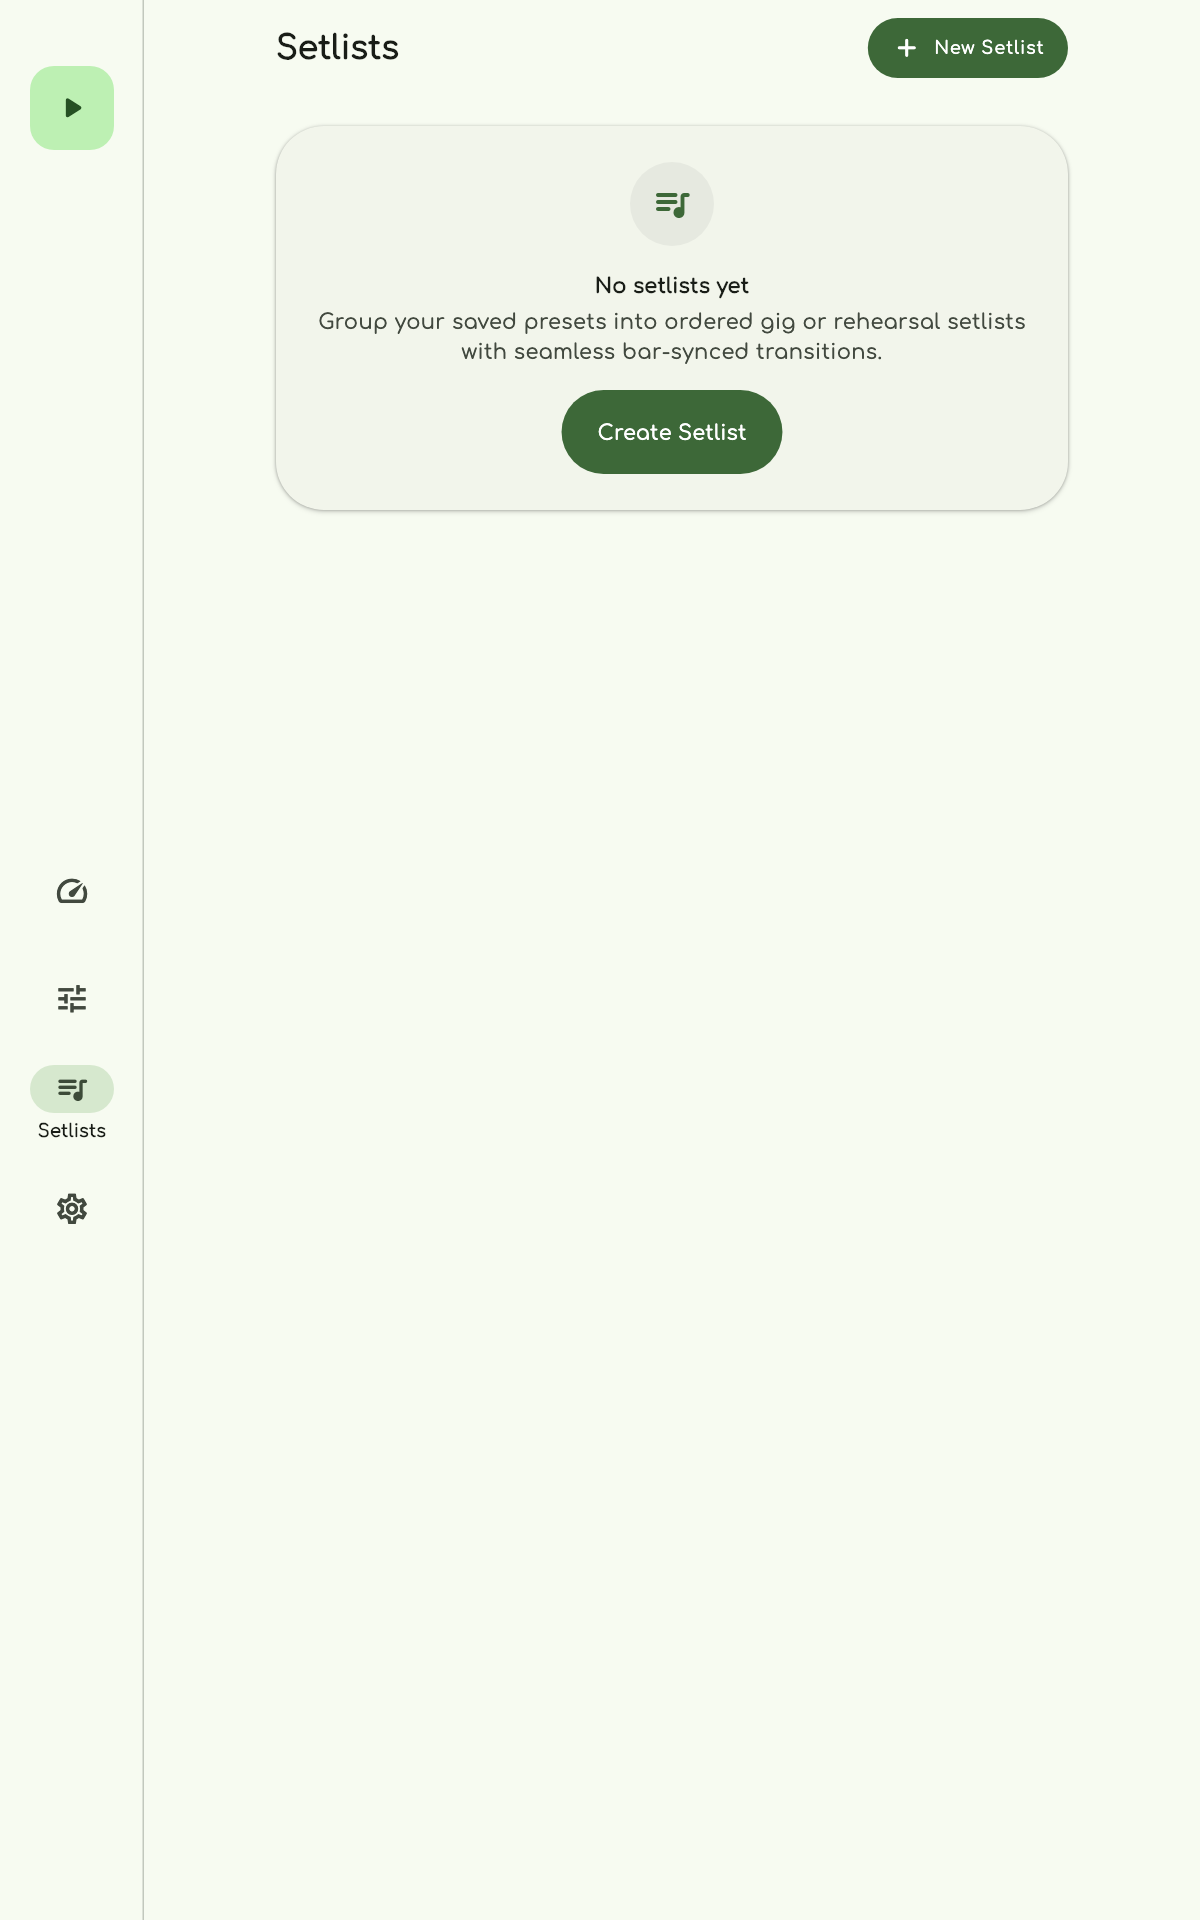 Setlists
New Setlist
No setlists yet
Group your saved presets into ordered gig or rehearsal setlists
with seamless bar-synced transitions.
Create Setlist
Setlists